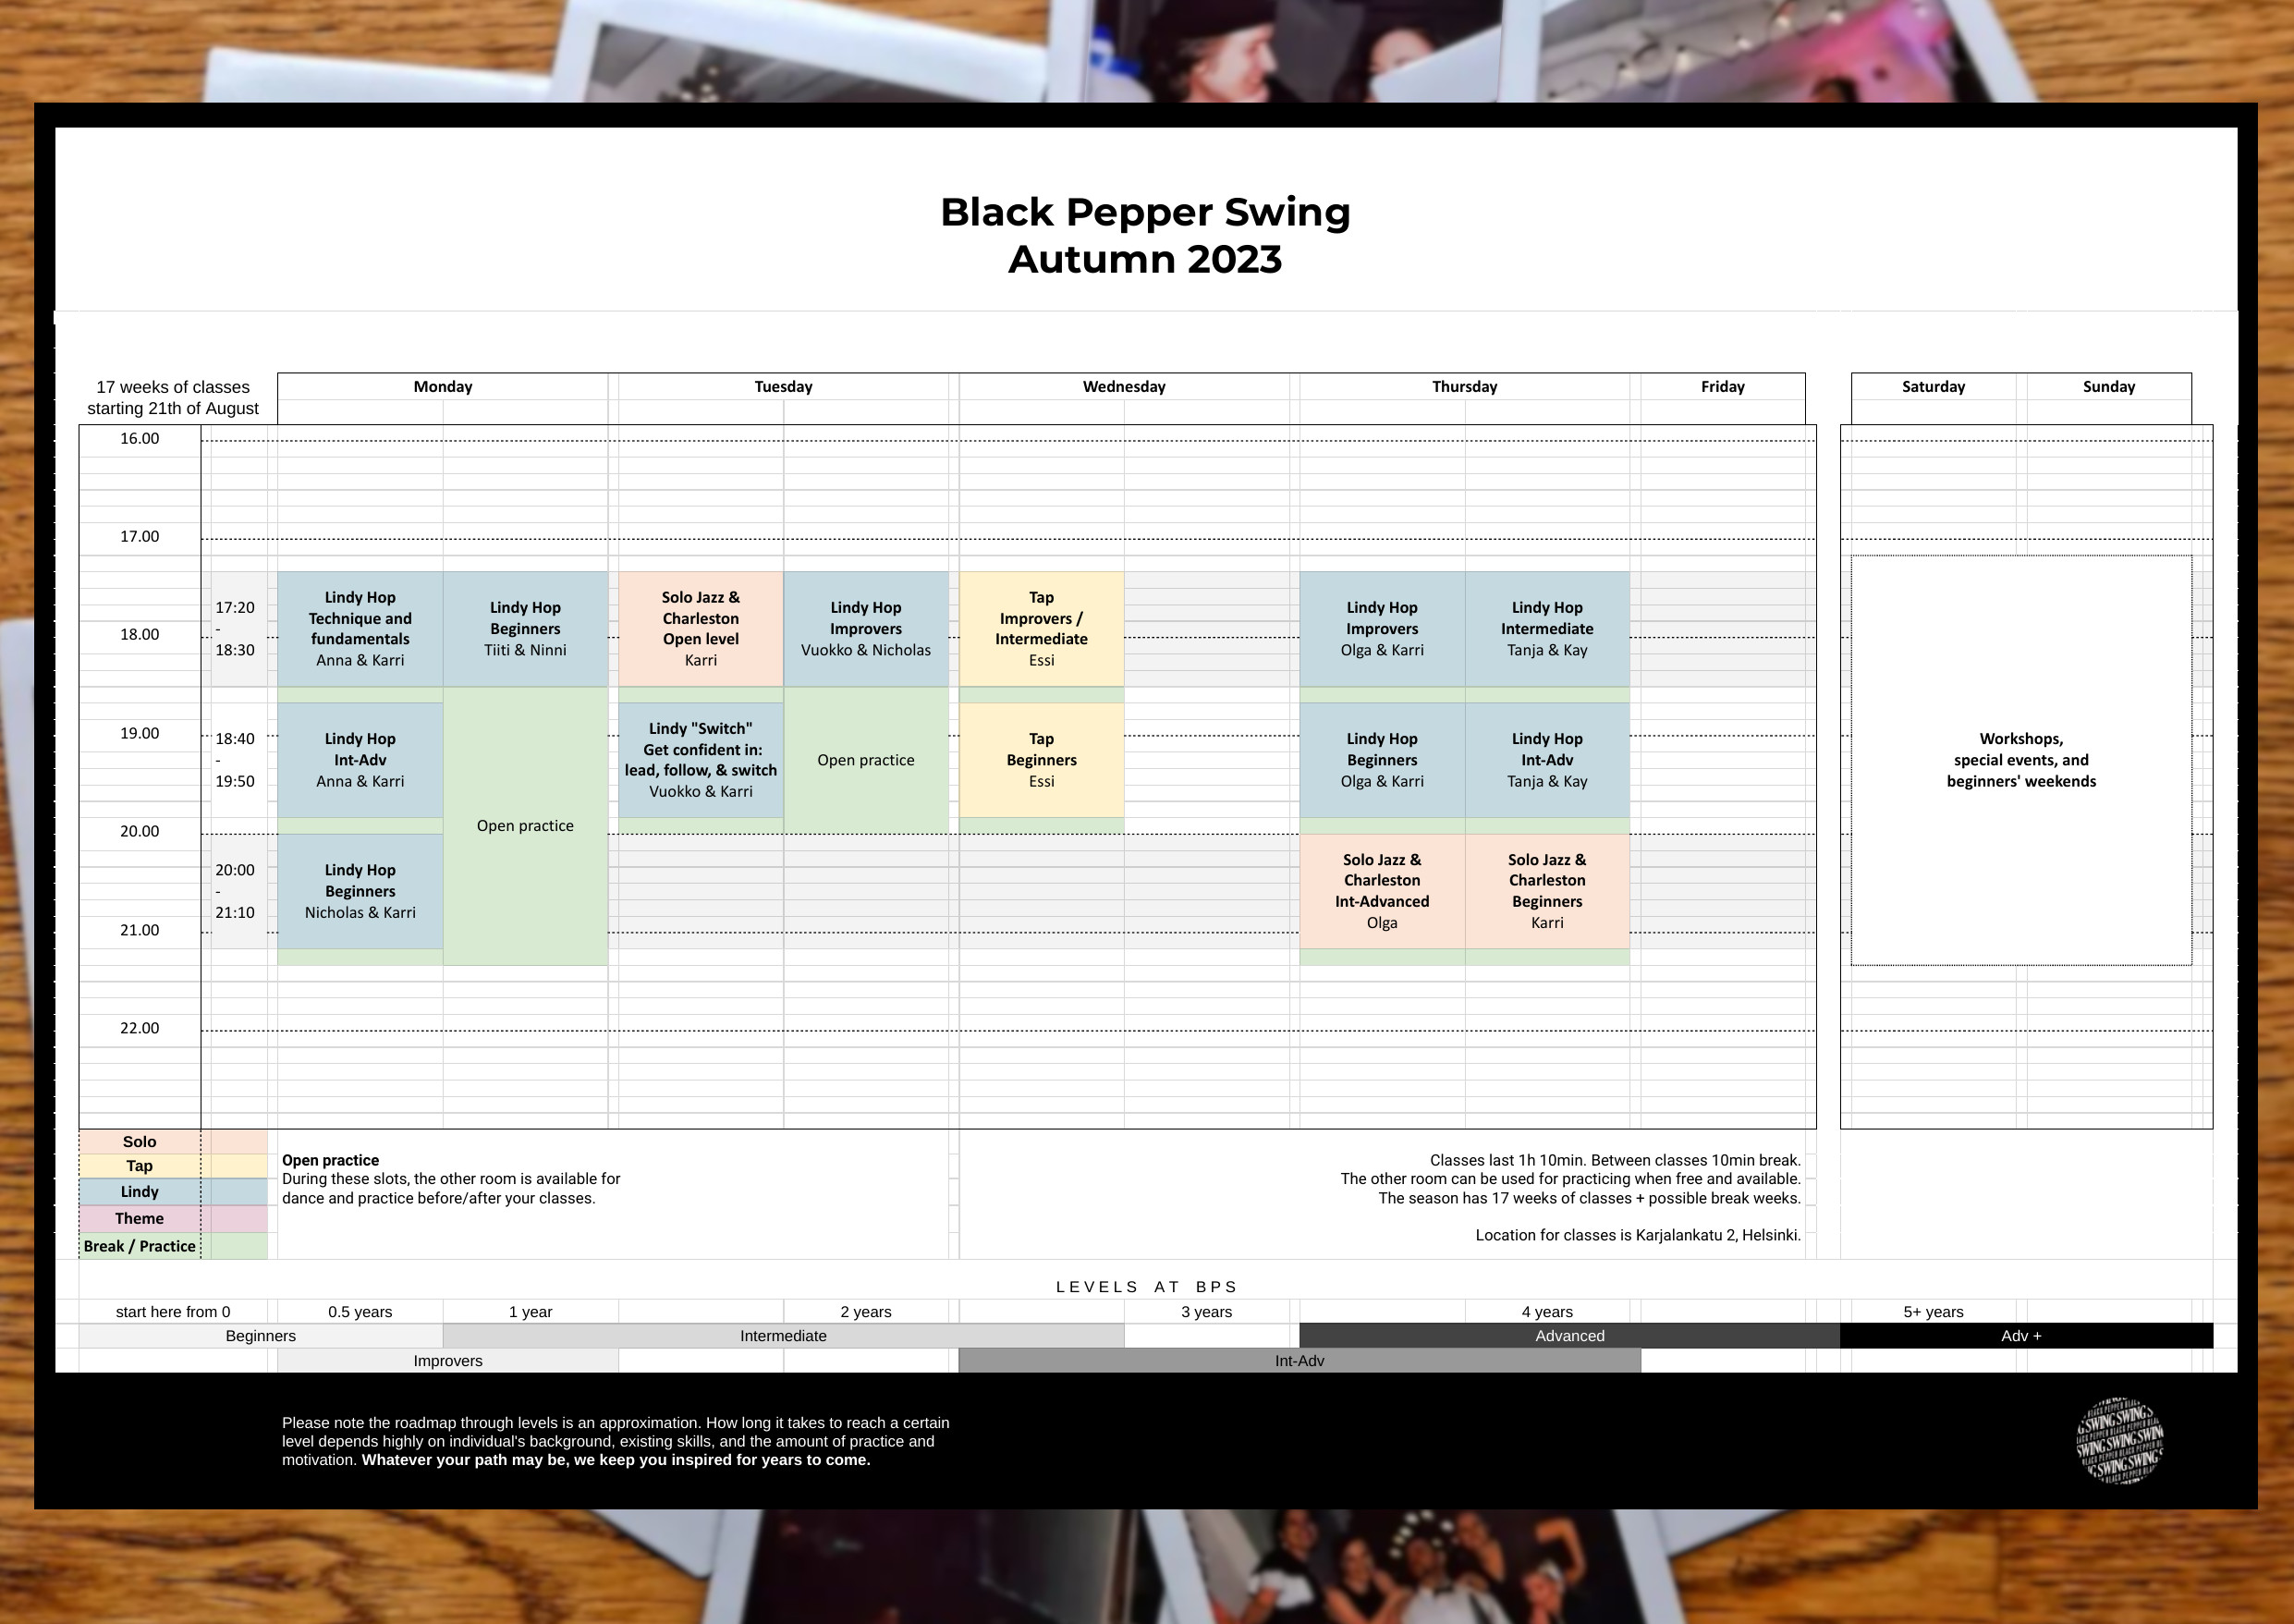 Black Pepper Swing
Autumn 2023
17 weeks of classes
starting 21th of August
Monday
Tuesday
Wednesday
Thursday
Friday
Saturday
Sunday
16.00
17.00
18.00
19.00
20.00
21.00
22.00
17:20
-
18:30
Lindy Hop
Technique and
fundamentals
Anna & Karri
Lindy Hop
Beginners
Tiiti & Ninni
Solo Jazz &
Charleston
Open level
Karri
Lindy Hop
Improvers
Vuokko & Nicholas
Tap
Improvers /
Intermediate
Essi
Lindy Hop
Improvers
Olga & Karri
Lindy Hop
Intermediate
Tanja & Kay
18:40
-
19:50
Lindy Hop
Int-Adv
Anna & Karri
Open practice
Lindy "Switch"
Get confident in:
lead, follow, & switch
Vuokko & Karri
Open practice
Tap
Beginners
Essi
Lindy Hop
Beginners
Olga & Karri
Lindy Hop
Int-Adv
Tanja & Kay
Workshops,
special events, and
beginners' weekends
20:00
-
21:10
Lindy Hop
Beginners
Nicholas & Karri
Solo Jazz &
Charleston
Int-Advanced
Olga
Solo Jazz &
Charleston
Beginners
Karri
Solo
Tap
Lindy
Theme
Break / Practice
Open practice
During these slots, the other room is available for
dance and practice before/after your classes.
Classes last 1h 10min. Between classes 10min break.
The other room can be used for practicing when free and available.
The season has 17 weeks of classes + possible break weeks.
Location for classes is Karjalankatu 2, Helsinki.
LEVELS AT BPS
start here from 0
0.5 years
1 year
2 years
3 years
4 years
5+ years
Beginners
Intermediate
Advanced
Adv +
Improvers
Int-Adv
Please note the roadmap through levels is an approximation. How long it takes to reach a certain
level depends highly on individual's background, existing skills, and the amount of practice and
motivation. Whatever your path may be, we keep you inspired for years to come.